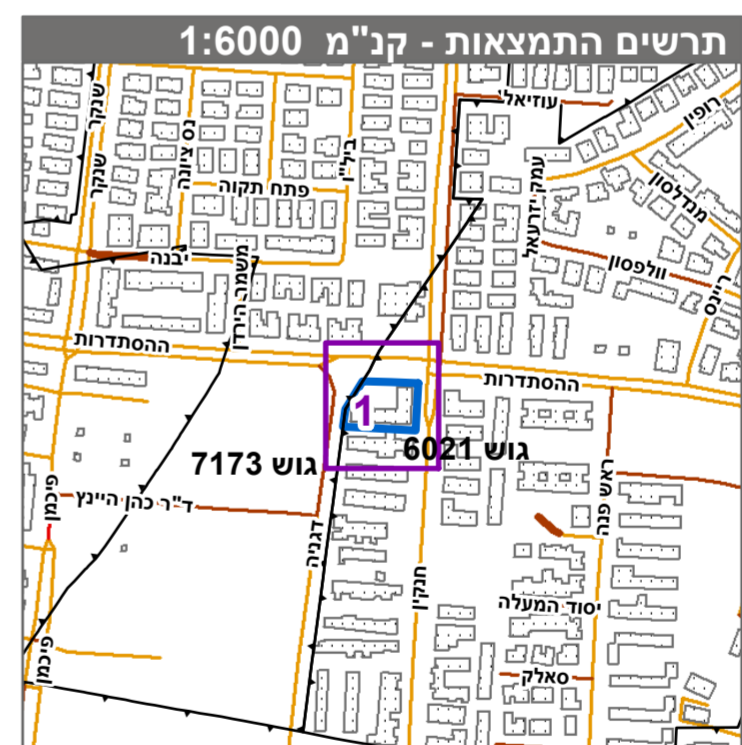 תרשים התמצאות - קנ"מ 1:6000
שנקר
נס ציונה
ביל"ו
עוזיאל
רופין
שנקר
פתח תקוה
עמק יזרעאל
מנדלסון
יבנה
משמר הירדן
וולפסון
ריינס
ההסתדרות
ההסתדרות
1
גוש 6021
גוש 7173
פיכמן
ד"ר כהן היינץ
ראש פנה
דגניה
חנקין
יסוד המעלה
פיכמן
סאלק